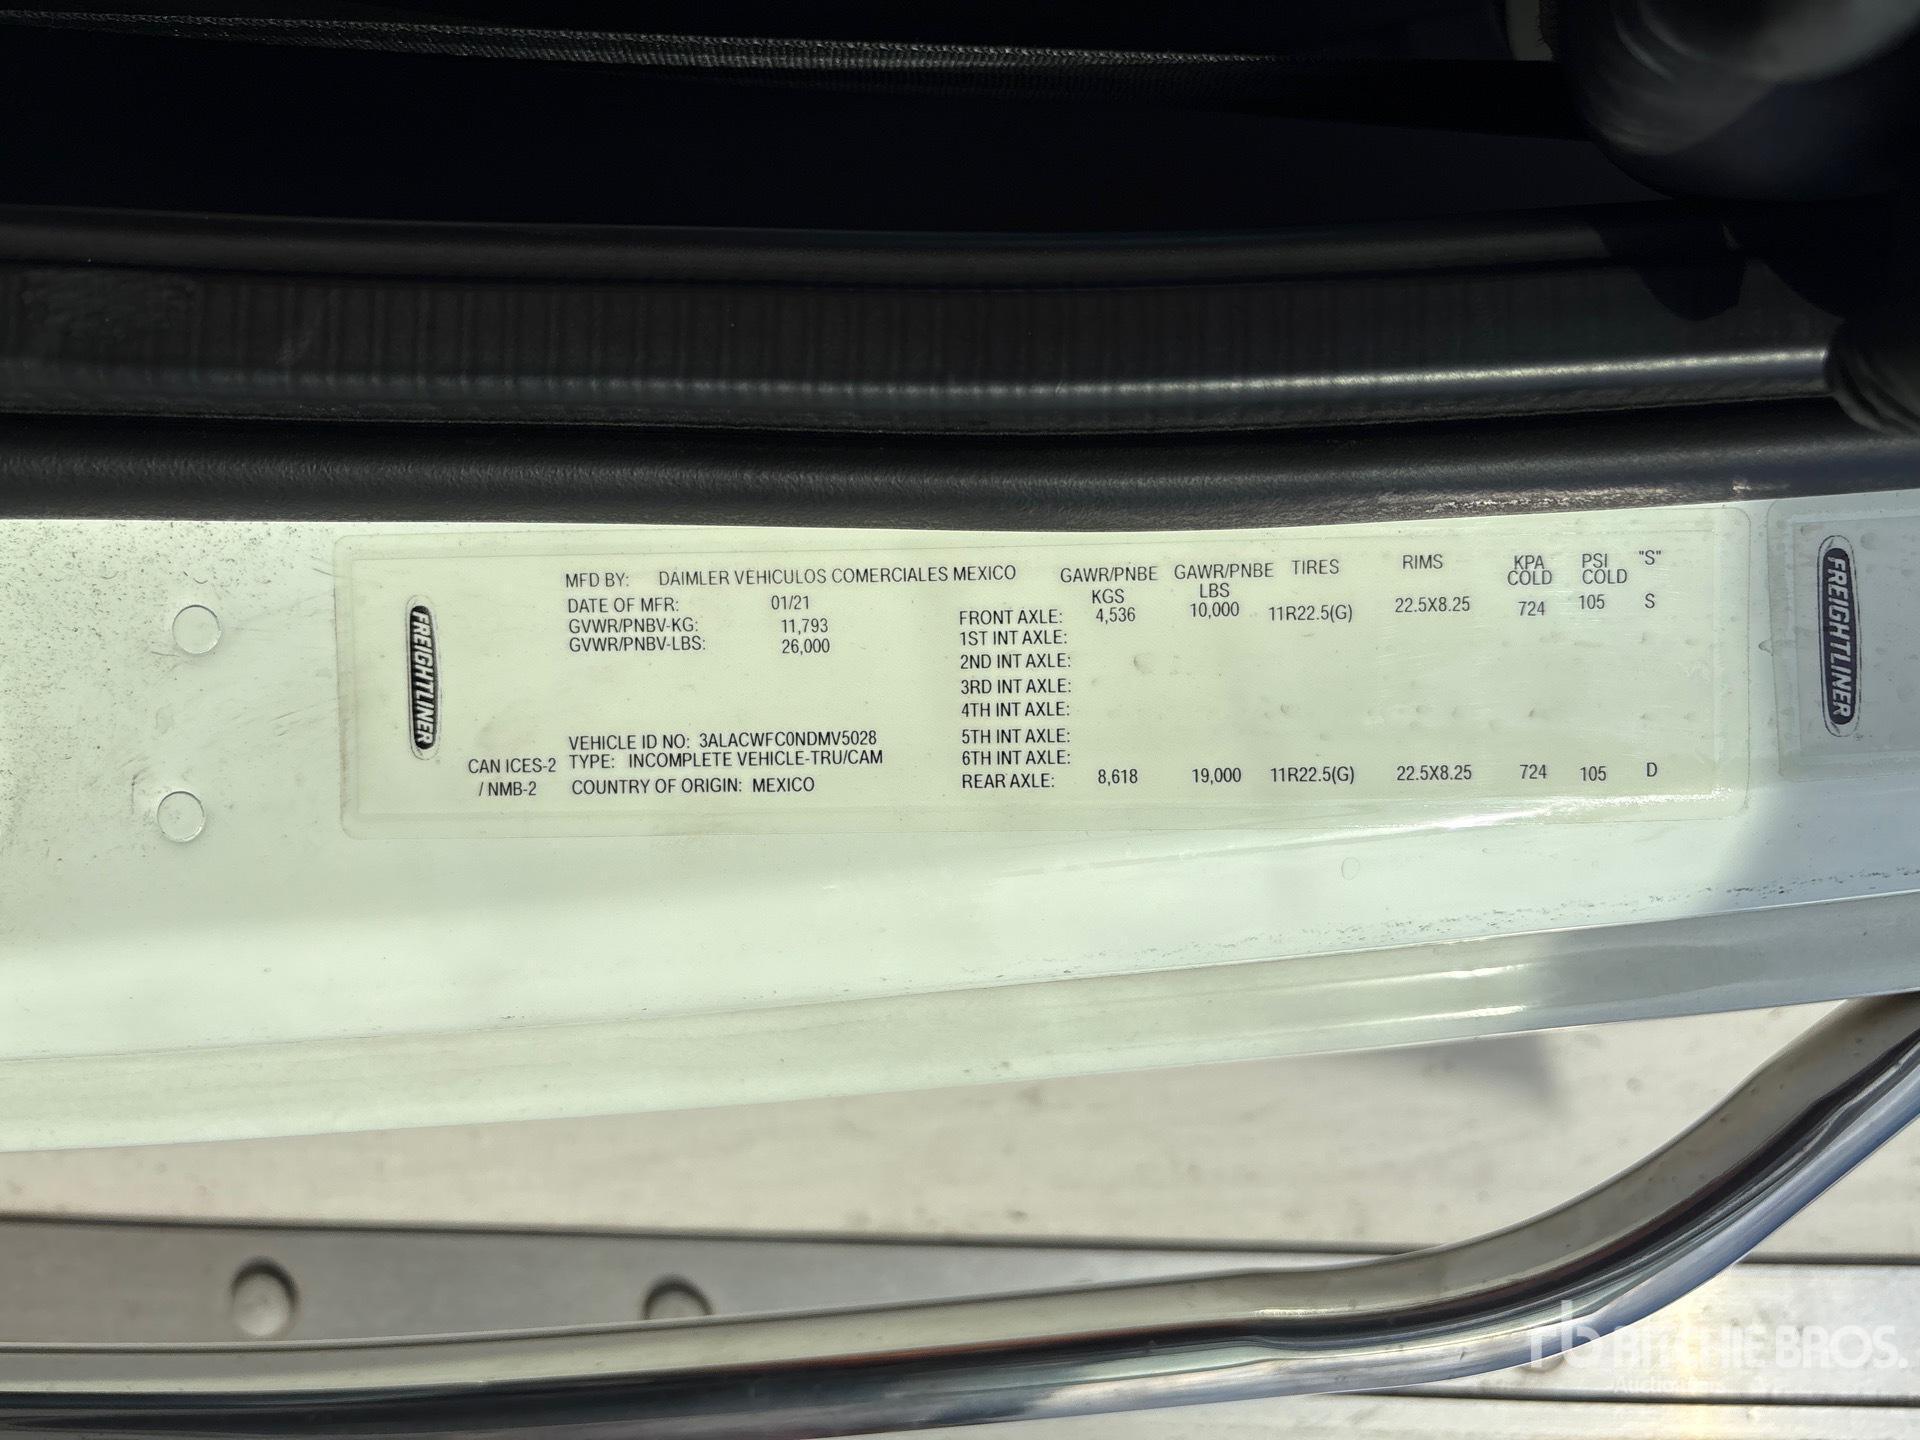 FREIGHTLINER
MFD BY: DAIMLER VEHICULOS COMERCIALES MEXICO
DATE OF MFR: 01/21
GVWR/PNBV-KG: 11,793
GVWR/PNBV-LBS: 26,000
VEHICLE ID NO: 3ALACWFC0NDMV5028
CAN ICES-2 TYPE: INCOMPLETE VEHICLE-TRU/CAM
/ NMB-2 COUNTRY OF ORIGIN: MEXICO
GAWR/PNBE GAWR/PNBE TIRES RIMS KPA PSI "S"
KGS LBS COLD COLD
FRONT AXLE: 4,536 10,000 11R22.5(G) 22.5X8.25 724 105 S
1ST INT AXLE:
2ND INT AXLE:
3RD INT AXLE:
4TH INT AXLE:
5TH INT AXLE:
6TH INT AXLE:
REAR AXLE: 8,618 19,000 11R22.5(G) 22.5X8.25 724 105 D
FREIGHTLINER
rb RITCHIE BROS.
Auctioneers